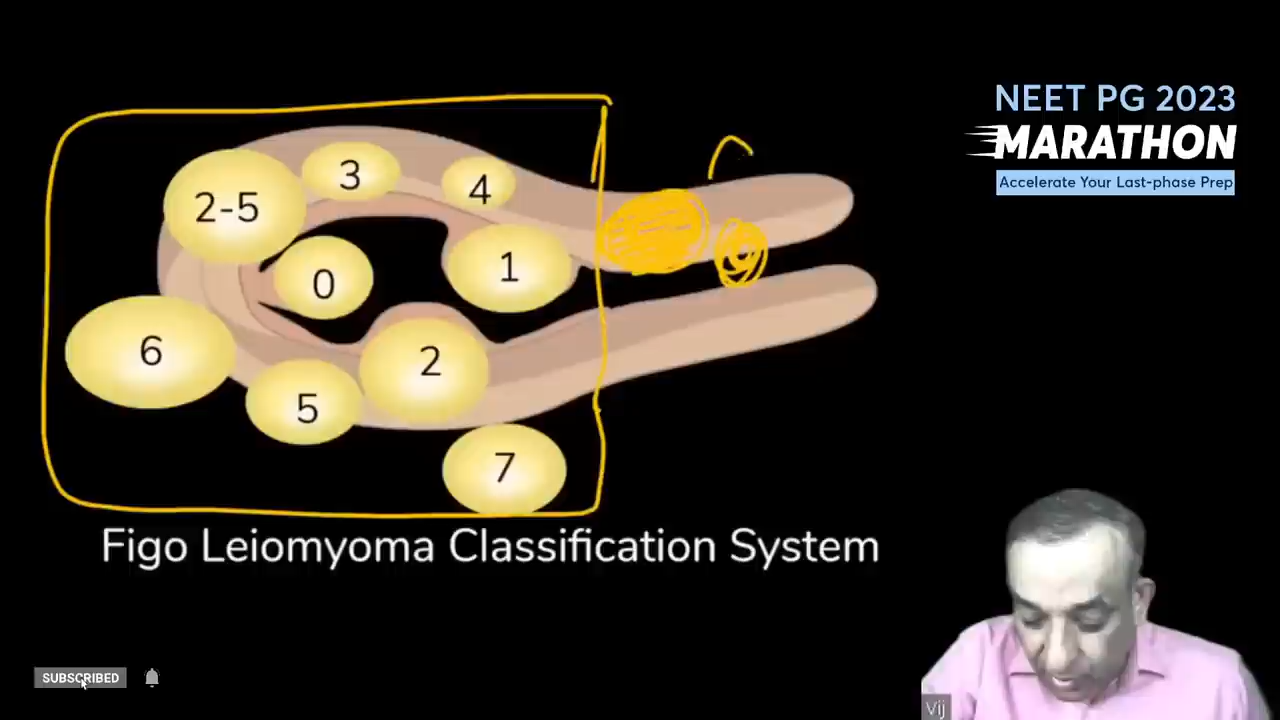 NEET PG 2023
MARATHON
Accelerate Your Last-phase Prep
3
4
2-5
0
1
6
2
5
7
Figo Leiomyoma Classification System
SUBSCRIBED
Vij